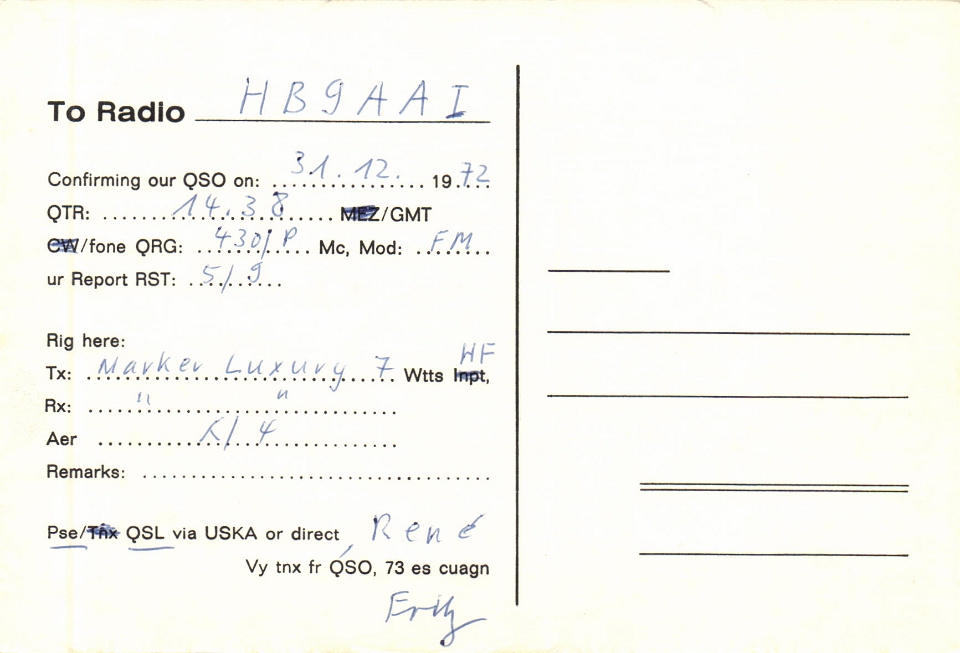 To Radio HB9AAI
Confirming our QSO on: 31.12. 1972
QTR: 14.38 MEZ/GMT
CW/fone QRG: 430/P Mc, Mod: FM
ur Report RST: 5/9
Rig here:
HF
Tx: Marker Luxury 7 Wtts Inpt,
Rx: " "
Aer λ/4
Remarks:
Pse/Tnx QSL via USKA or direct René
Vy tnx fr QSO, 73 es cuagn
Fritz